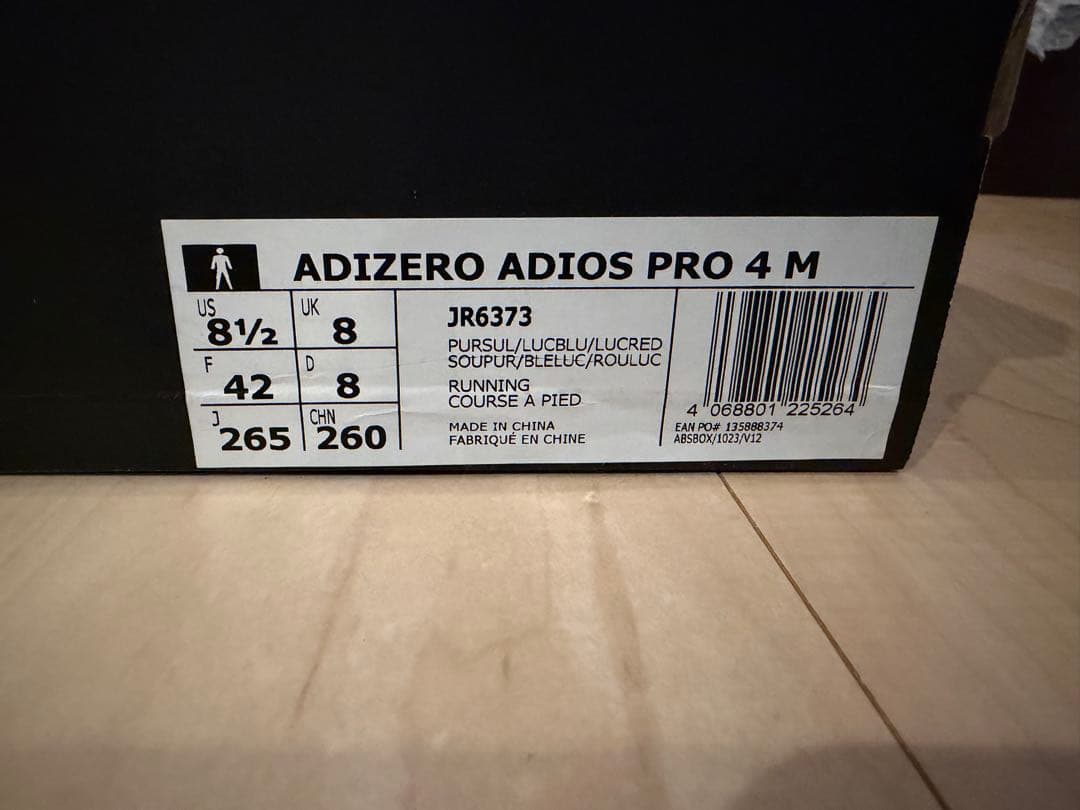 ADIZERO ADIOS PRO 4 M
US 8½ UK 8
F 42 D 8
J 265 CHN 260
JR6373
PURSUL/LUCBLU/LUCRED
SOUPUR/BLELUC/ROULUC
RUNNING
COURSE A PIED
MADE IN CHINA
FABRIQUÉ EN CHINE
4 068801 225264
EAN PO# 135888374
ABSBOX/1023/V12